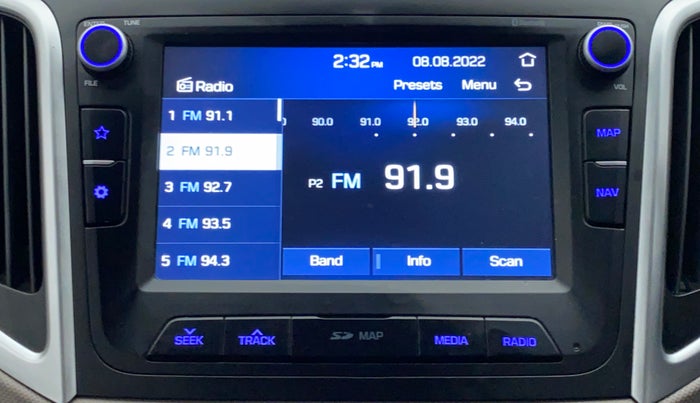 ENTER TUNE
Bluetooth
2:32 PM 08.08.2022
Radio Presets Menu
FILE
VOL
1 FM 91.1
2 FM 91.9
3 FM 92.7
4 FM 93.5
5 FM 94.3
90.0 91.0 92.0 93.0 94.0
P2 FM 91.9
Band Info Scan
MAP
NAV
SEEK TRACK SD MAP MEDIA RADIO